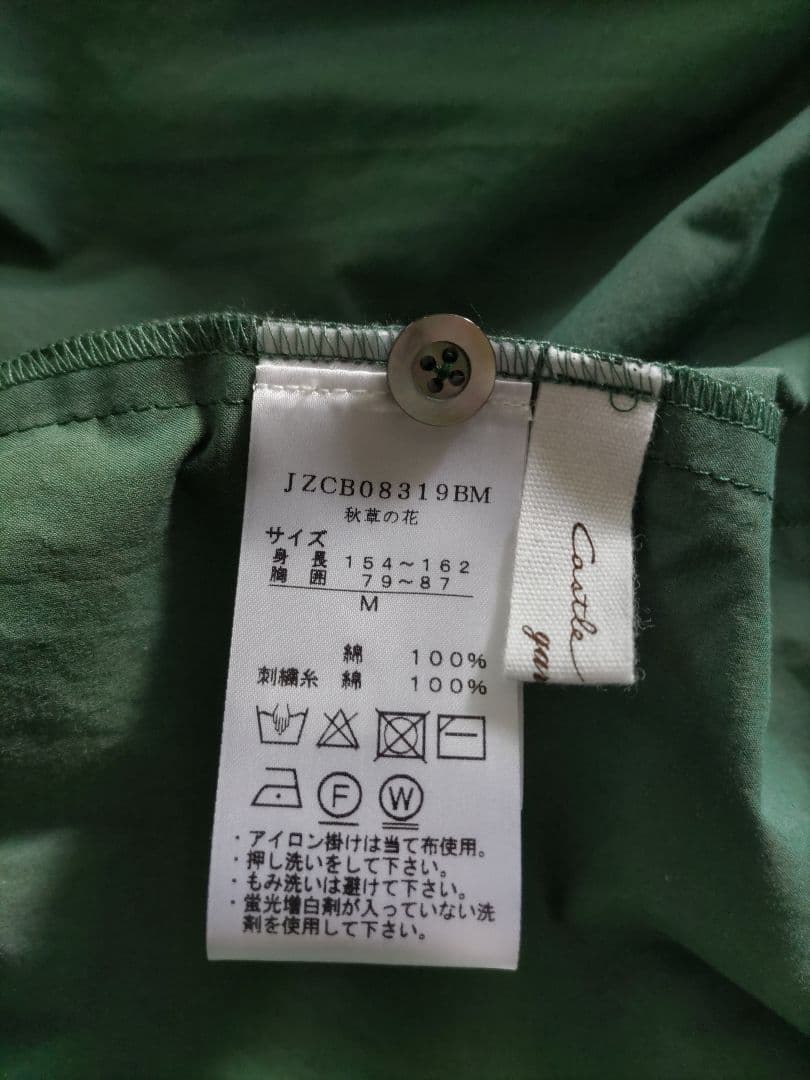 JZCB08319BM
秋草の花
サイズ
身 長 154～162
胸 囲 79～87
M
綿 100%
刺繍糸 綿 100%
F W
・アイロン掛けは当て布使用。
・押し洗いをして下さい。
・もみ洗いは避けて下さい。
・蛍光増白剤が入っていない洗
剤を使用して下さい。
Castle
gar